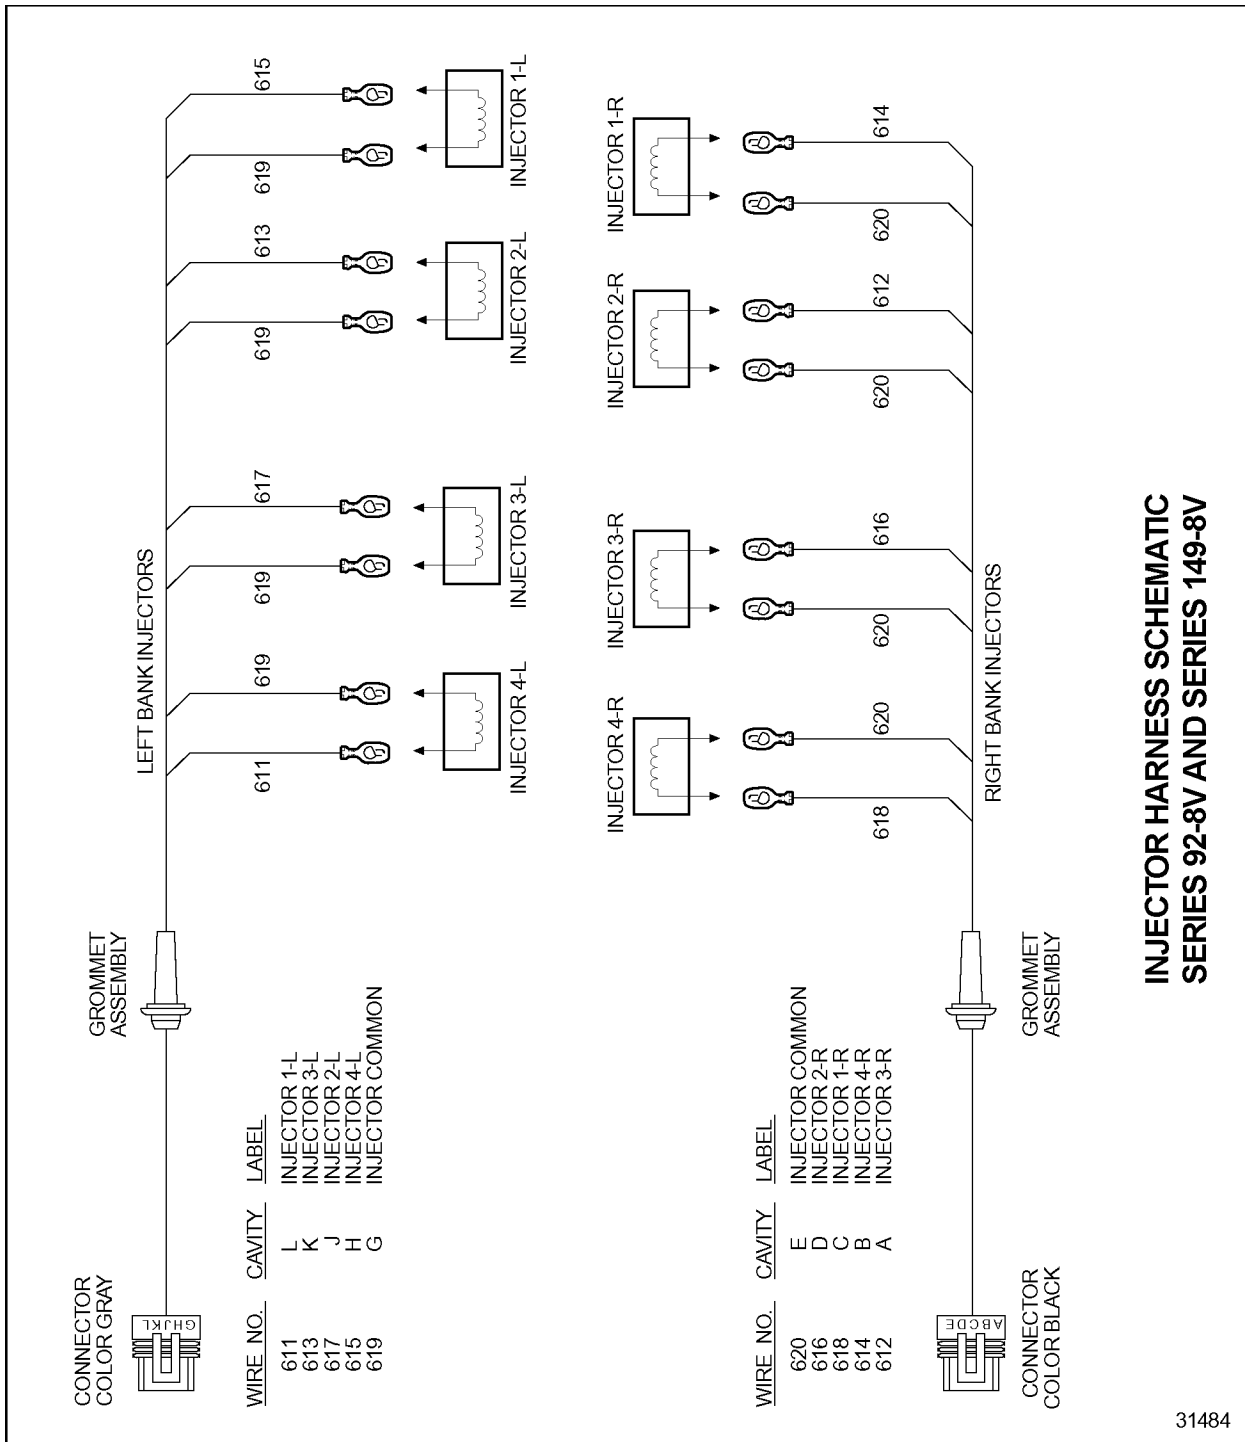 615
619
613
619
617
619
619
611
INJECTOR 1-L
INJECTOR 2-L
INJECTOR 3-L
INJECTOR 4-L
LEFT BANK INJECTORS
GROMMET
ASSEMBLY
CONNECTOR
COLOR GRAY
GHJKL
WIRE NO. CAVITY LABEL
611 L INJECTOR 1-L
613 K INJECTOR 3-L
617 J INJECTOR 2-L
615 H INJECTOR 4-L
619 G INJECTOR COMMON
INJECTOR 1-R
INJECTOR 2-R
INJECTOR 3-R
INJECTOR 4-R
614
620
612
620
616
620
620
618
RIGHT BANK INJECTORS
WIRE NO. CAVITY LABEL
620 E INJECTOR COMMON
616 D INJECTOR 2-R
618 C INJECTOR 1-R
614 B INJECTOR 4-R
612 A INJECTOR 3-R
GROMMET
ASSEMBLY
ABCDE
CONNECTOR
COLOR BLACK
INJECTOR HARNESS SCHEMATIC
SERIES 92-8V AND SERIES 149-8V
31484